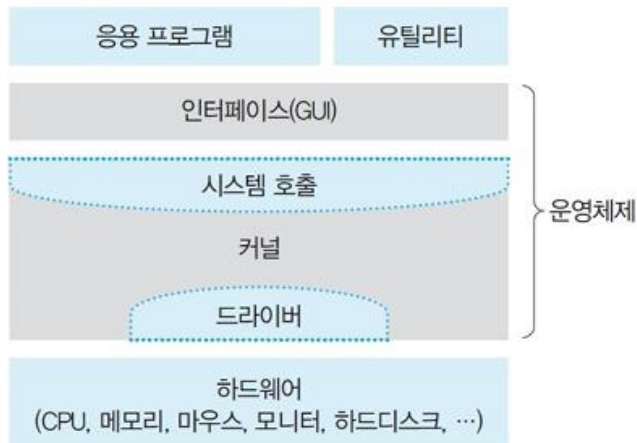 응용 프로그램
유틸리티
인터페이스(GUI)
시스템 호출
커널
운영체제
드라이버
하드웨어
(CPU, 메모리, 마우스, 모니터, 하드디스크, …)